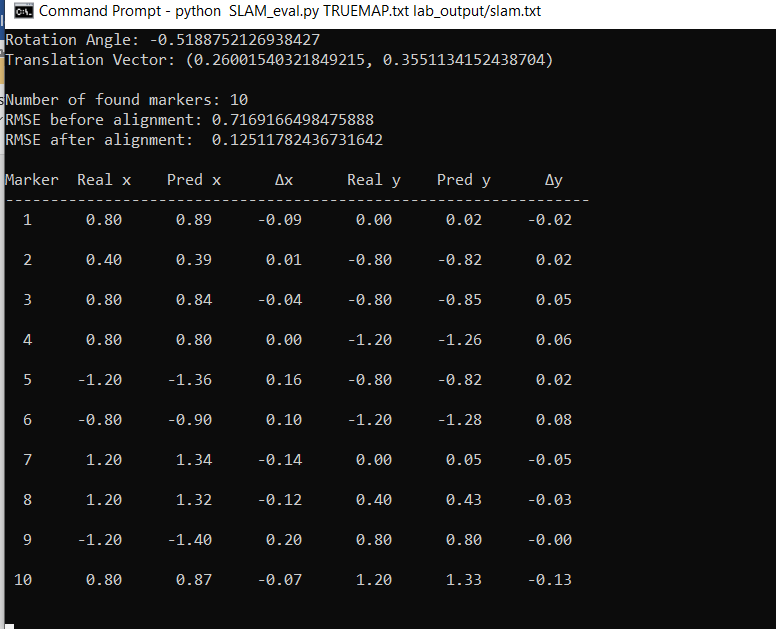 Command Prompt - python  SLAM_eval.py TRUEMAP.txt lab_output/slam.txt
Rotation Angle: -0.5188752126938427
Translation Vector: (0.26001540321849215, 0.3551134152438704)
Number of found markers: 10
RMSE before alignment: 0.7169166498475888
RMSE after alignment:  0.12511782436731642
Marker  Real x    Pred x      Δx      Real y    Pred y      Δy
-----------------------------------------------------------------
1      0.80      0.89     -0.09      0.00      0.02     -0.02
2      0.40      0.39      0.01     -0.80     -0.82      0.02
3      0.80      0.84     -0.04     -0.80     -0.85      0.05
4      0.80      0.80      0.00     -1.20     -1.26      0.06
5     -1.20     -1.36      0.16     -0.80     -0.82      0.02
6     -0.80     -0.90      0.10     -1.20     -1.28      0.08
7      1.20      1.34     -0.14      0.00      0.05     -0.05
8      1.20      1.32     -0.12      0.40      0.43     -0.03
9     -1.20     -1.40      0.20      0.80      0.80     -0.00
10      0.80      0.87     -0.07      1.20      1.33     -0.13